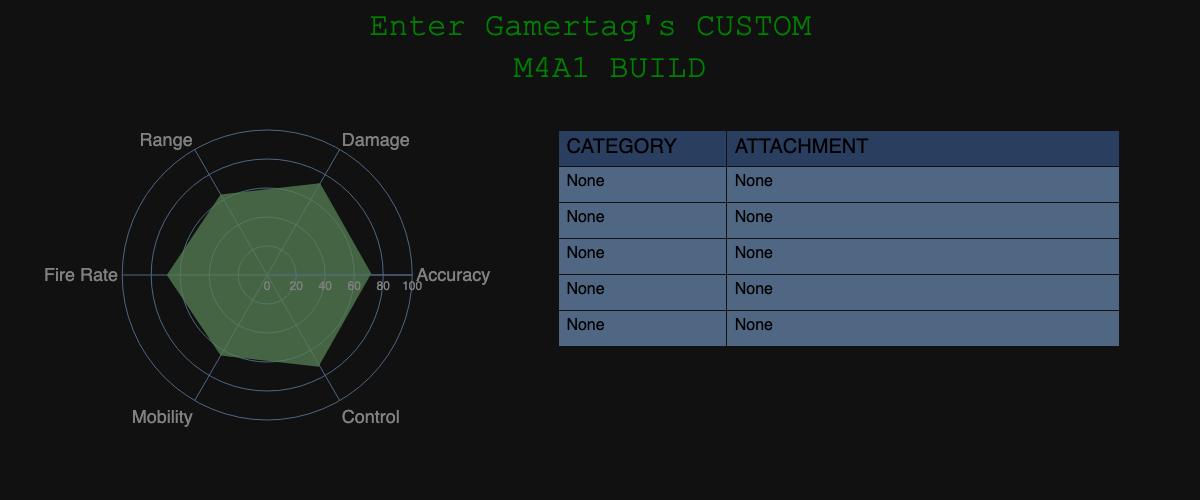 Enter Gamertag's CUSTOM
M4A1 BUILD
Range
Damage
Fire Rate
Accuracy
0 20 40 60 80 100
Mobility
Control
CATEGORY ATTACHMENT
None None
None None
None None
None None
None None